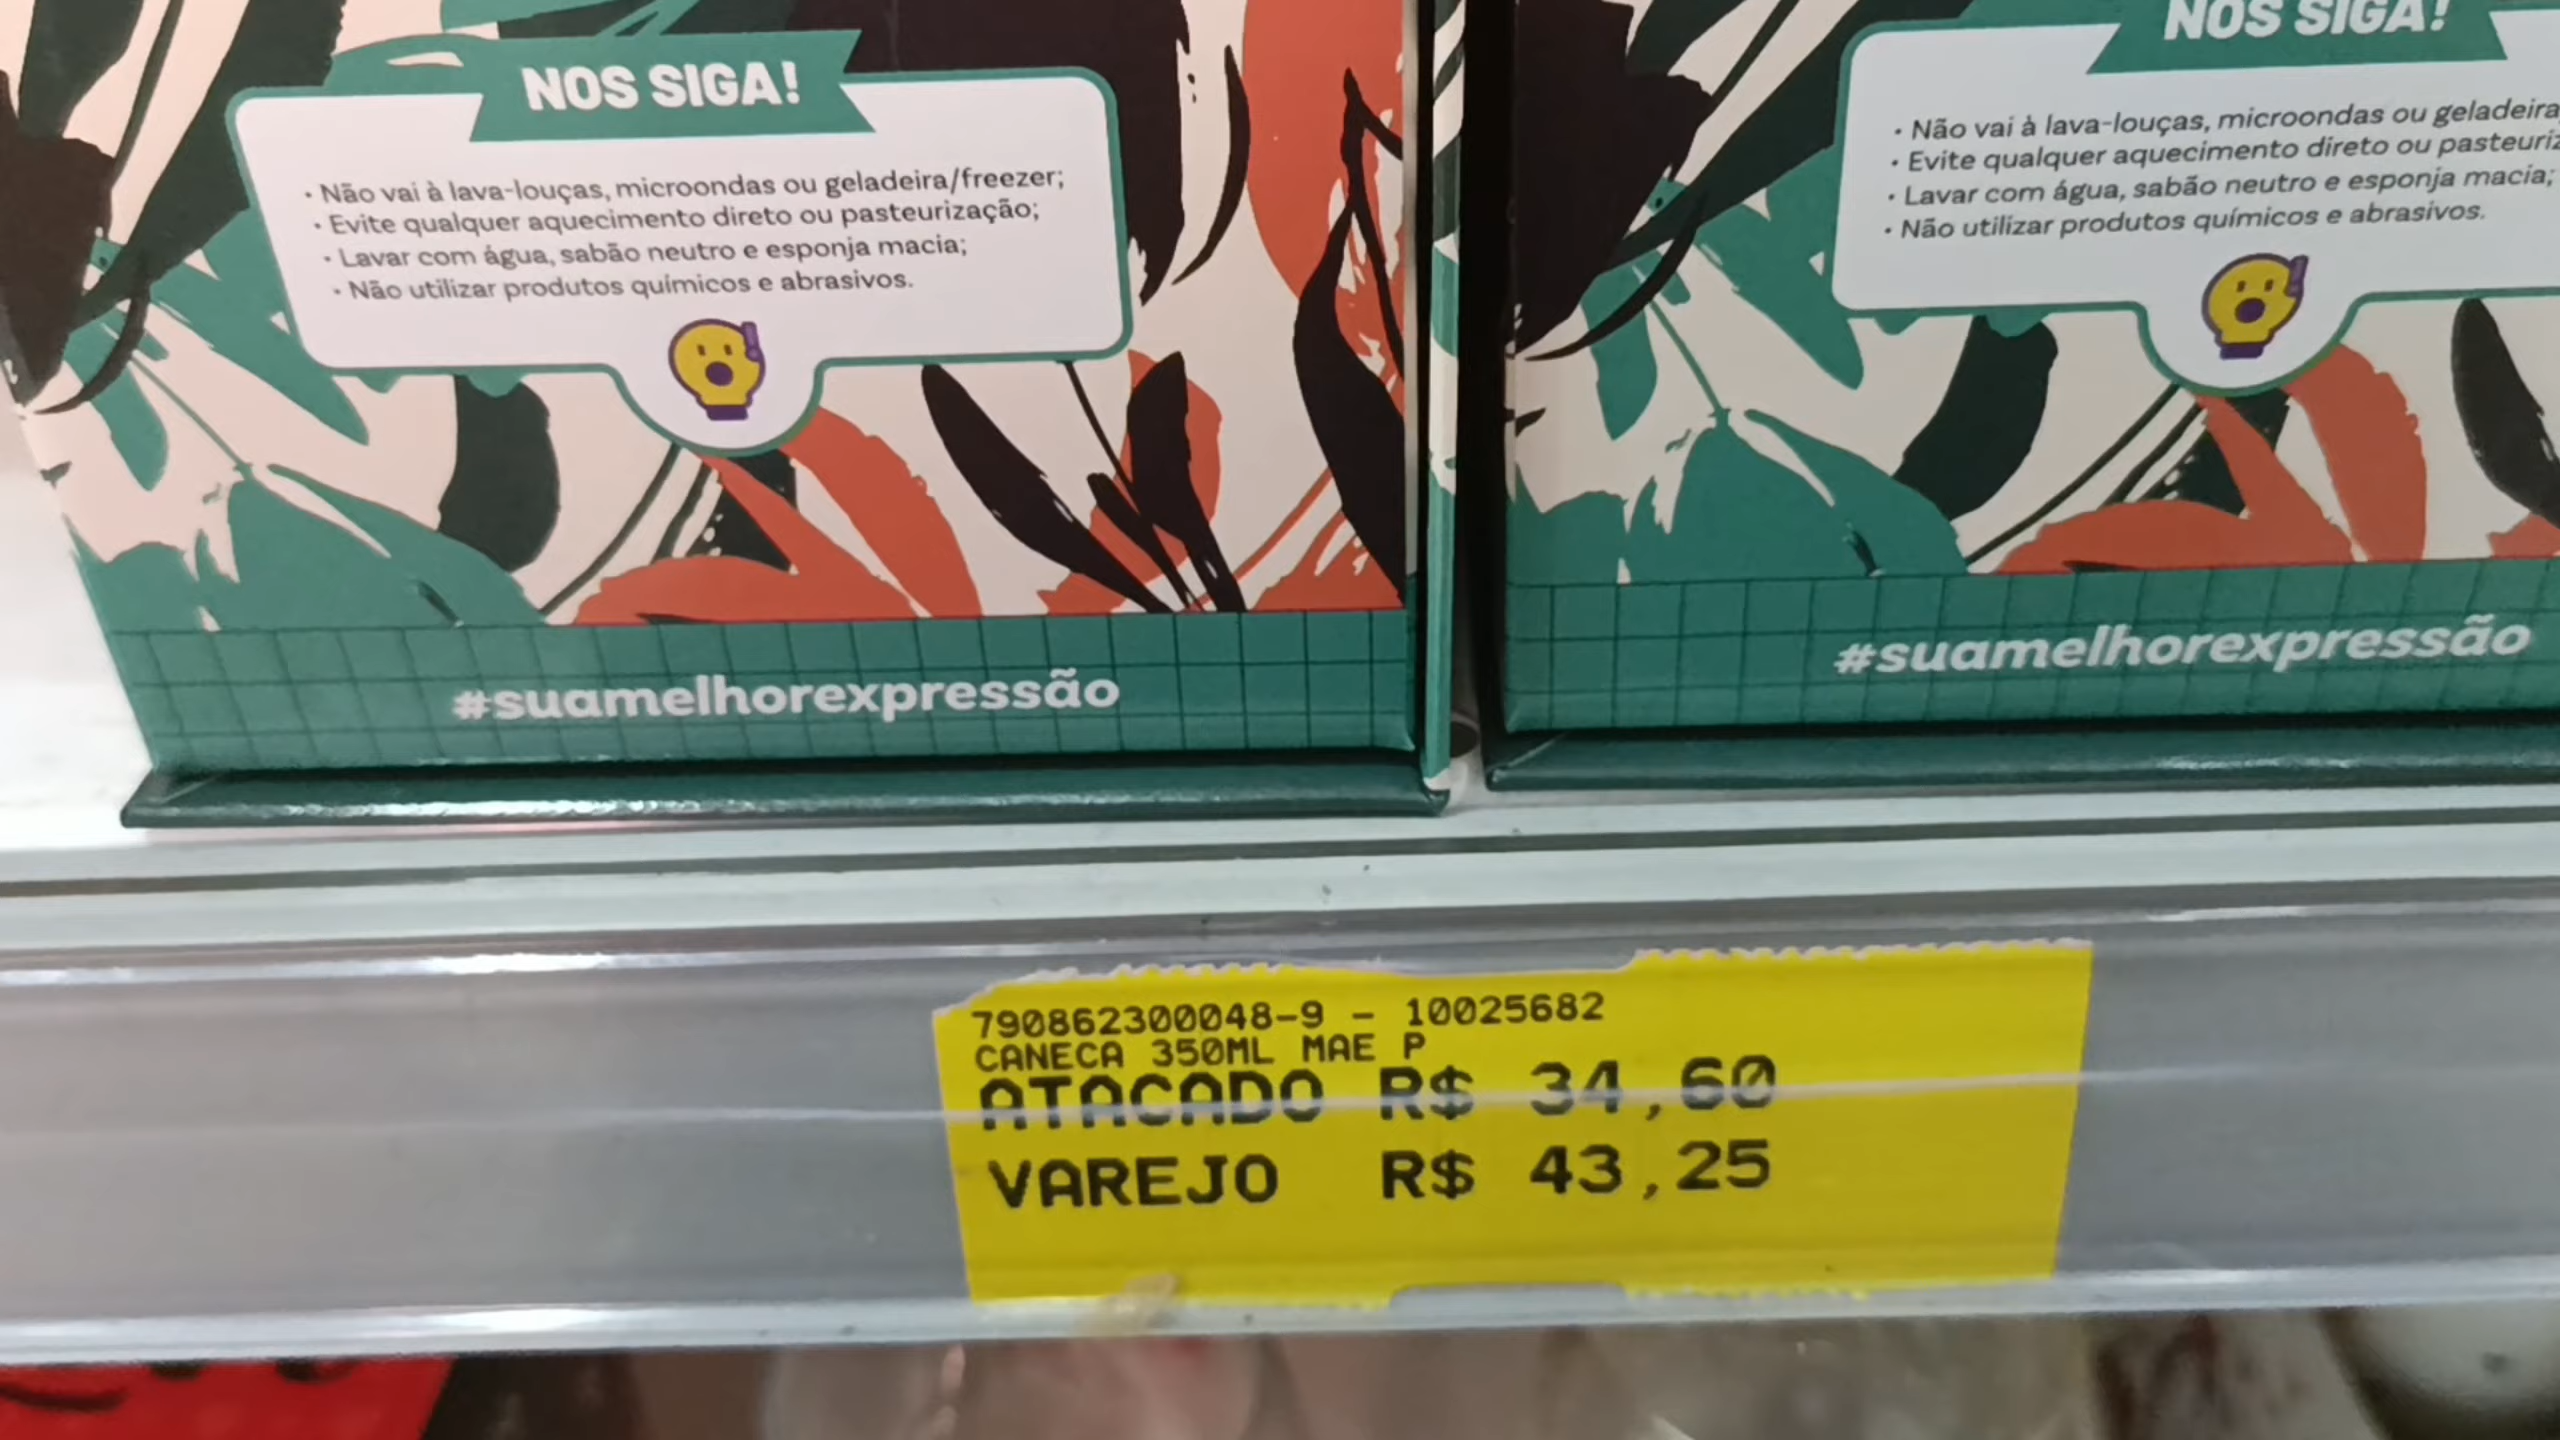 NOS SIGA!
• Não vai à lava-louças, microondas ou geladeira/freezer;
• Evite qualquer aquecimento direto ou pasteurização;
• Lavar com água, sabão neutro e esponja macia;
• Não utilizar produtos químicos e abrasivos.
#suamelhorexpressão
NOS SIGA!
• Não vai à lava-louças, microondas ou geladeira
• Evite qualquer aquecimento direto ou
• Lavar com água, sabão neutro e esponja macia;
• Não utilizar produtos químicos e abrasivos.
#suamelhorexpressão
790862300048-9 - 10025682
CANECA 350ML MAE P
ATACADO R$ 34,60
VAREJO R$ 43,25